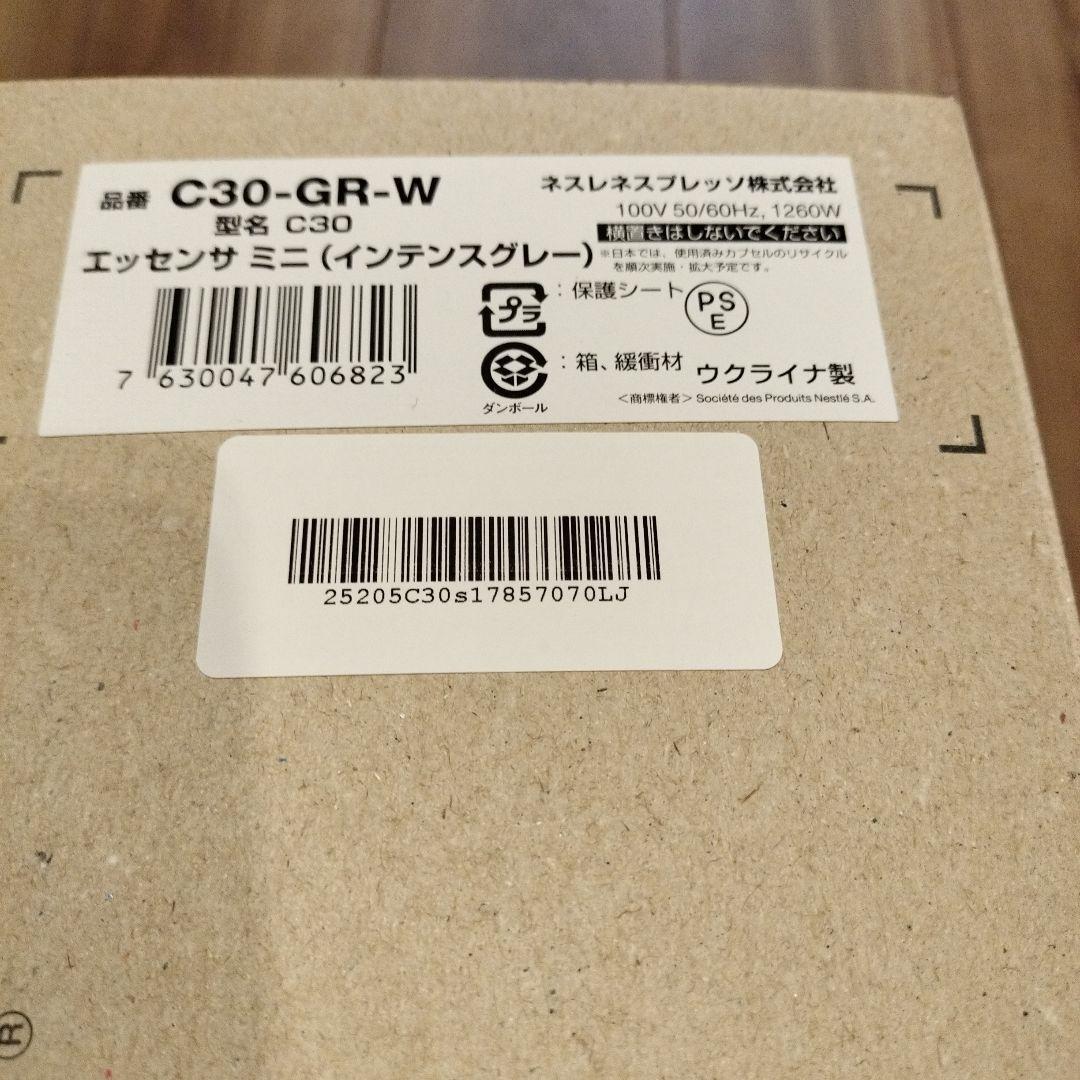 品番 C30-GR-W
型名 C30
エッセンサ ミニ(インテンスグレー)
7 630047 606823
ネスレネスプレッソ株式会社
100V 50/60Hz, 1260W
横置きはしないでください
※日本では、使用済みカプセルのリサイクル
を順次実施・拡大予定です。
プラ : 保護シート
PS
E
: 箱、緩衝材
ダンボール
ウクライナ製
<商標権者> Société des Produits Nestlé S.A.
25205C30s17857070LJ
®